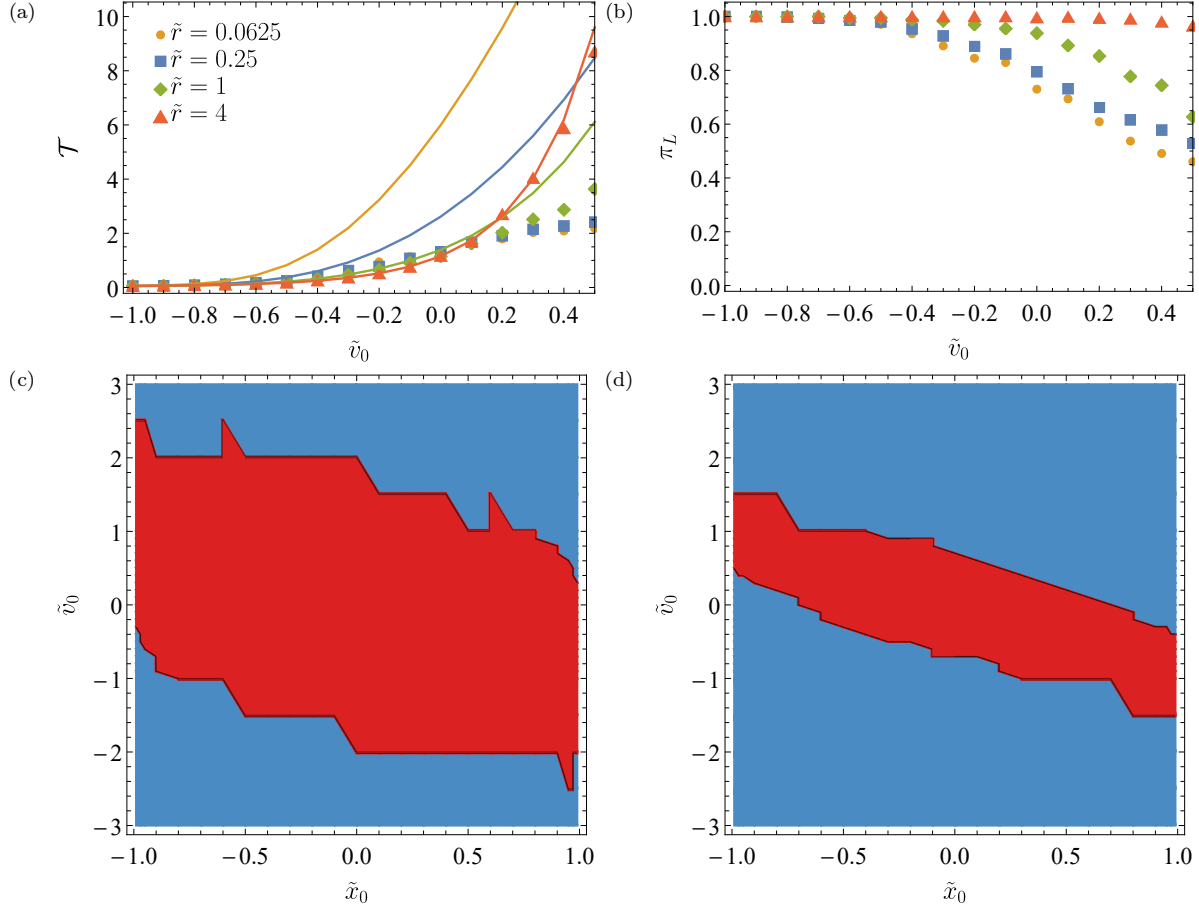 (a)
10
8
6
4
2
0
𝒯
r̃ = 0.0625
r̃ = 0.25
r̃ = 1
r̃ = 4
−1.0 −0.8 −0.6 −0.4 −0.2 0.0 0.2 0.4
ṽ₀
(b)
1.0
0.8
0.6
0.4
0.2
0.0
π_L
−1.0 −0.8 −0.6 −0.4 −0.2 0.0 0.2 0.4
ṽ₀
(c)
3
2
1
0
−1
−2
−3
ṽ₀
−1.0 −0.5 0.0 0.5 1.0
x̃₀
(d)
3
2
1
0
−1
−2
−3
ṽ₀
−1.0 −0.5 0.0 0.5 1.0
x̃₀